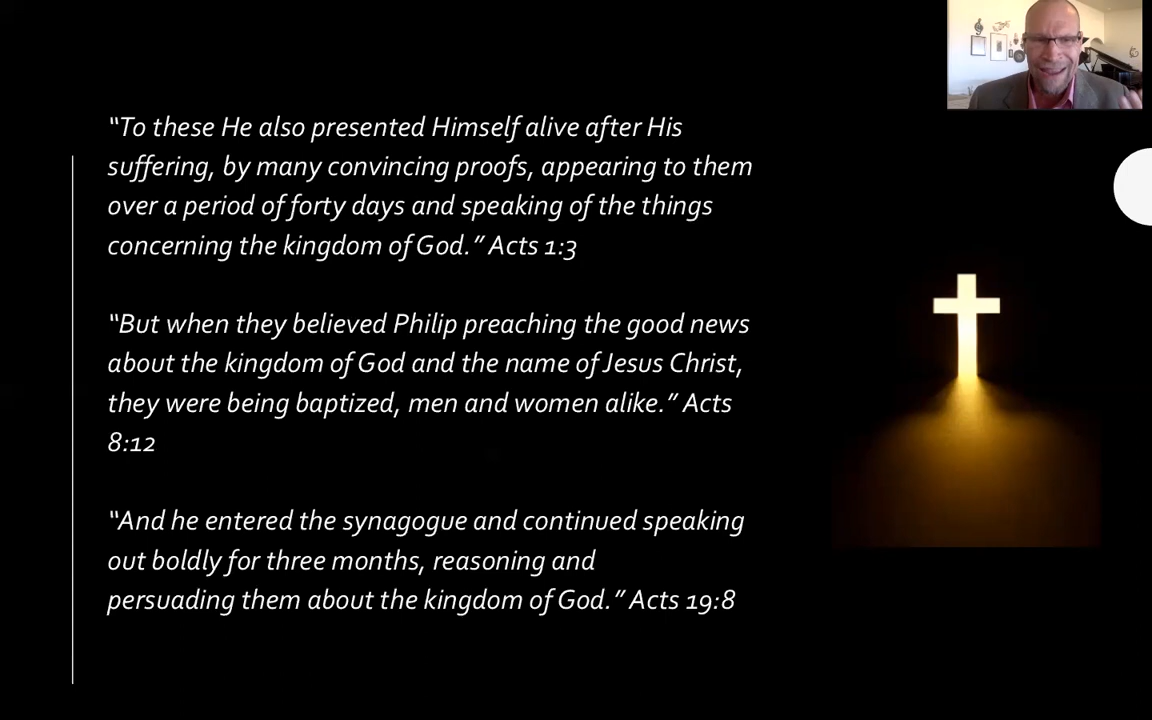 “To these He also presented Himself alive after His
suffering, by many convincing proofs, appearing to them
over a period of forty days and speaking of the things
concerning the kingdom of God.” Acts 1:3
“But when they believed Philip preaching the good news
about the kingdom of God and the name of Jesus Christ,
they were being baptized, men and women alike.” Acts
8:12
“And he entered the synagogue and continued speaking
out boldly for three months, reasoning and
persuading them about the kingdom of God.” Acts 19:8